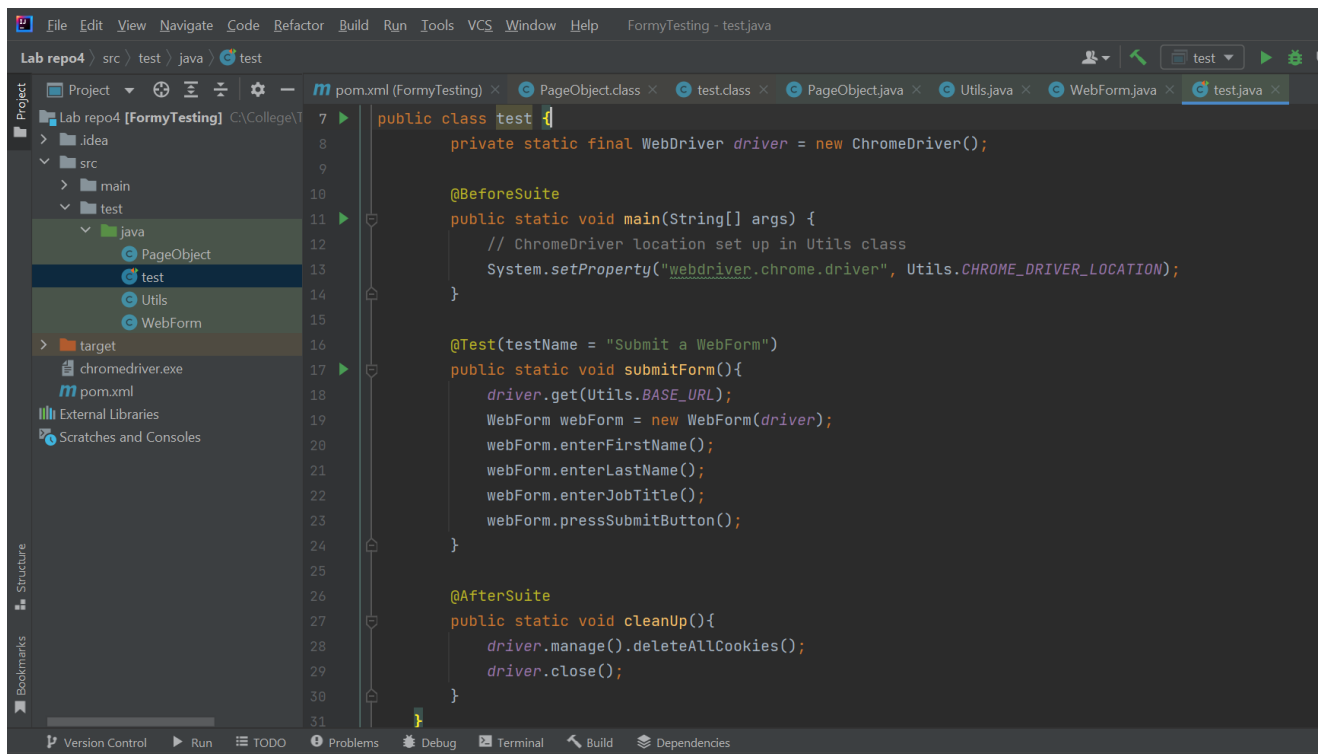 File Edit View Navigate Code Refactor Build Run Tools VCS Window Help FormyTesting - test.java
Lab repo4 〉 src 〉 test 〉 java 〉 test
test
Project
pom.xml (FormyTesting) PageObject.class test.class PageObject.java Utils.java WebForm.java test.java
Project
Lab repo4 [FormyTesting] C:\College\T
.idea
src
main
test
java
PageObject
test
Utils
WebForm
target
chromedriver.exe
pom.xml
External Libraries
Scratches and Consoles
7 public class test {
8 private static final WebDriver driver = new ChromeDriver();
9
10 @BeforeSuite
11 public static void main(String[] args) {
12 // ChromeDriver location set up in Utils class
13 System.setProperty("webdriver.chrome.driver", Utils.CHROME_DRIVER_LOCATION);
14 }
15
16 @Test(testName = "Submit a WebForm")
17 public static void submitForm(){
18 driver.get(Utils.BASE_URL);
19 WebForm webForm = new WebForm(driver);
20 webForm.enterFirstName();
21 webForm.enterLastName();
22 webForm.enterJobTitle();
23 webForm.pressSubmitButton();
24 }
25
26 @AfterSuite
27 public static void cleanUp(){
28 driver.manage().deleteAllCookies();
29 driver.close();
30 }
31 }
Structure
Bookmarks
Version Control Run TODO Problems Debug Terminal Build Dependencies